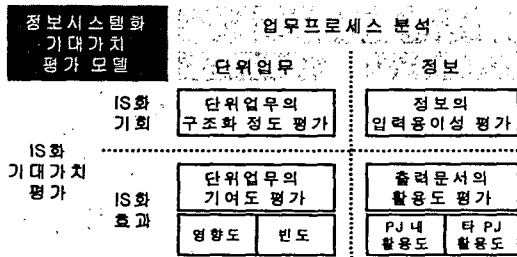 정보시스템화
기대가치
평가 모델
업무프로세스 분석
단위업무
정보
IS화
기회
단위업무의
구조화 정도 평가
정보의
입력용이성 평가
IS화
기대가치
평가
IS화
효과
단위업무의
기여도 평가
출력문서의
활용도 평가
영향도
빈도
PJ 내
활용도
타 PJ
활용도